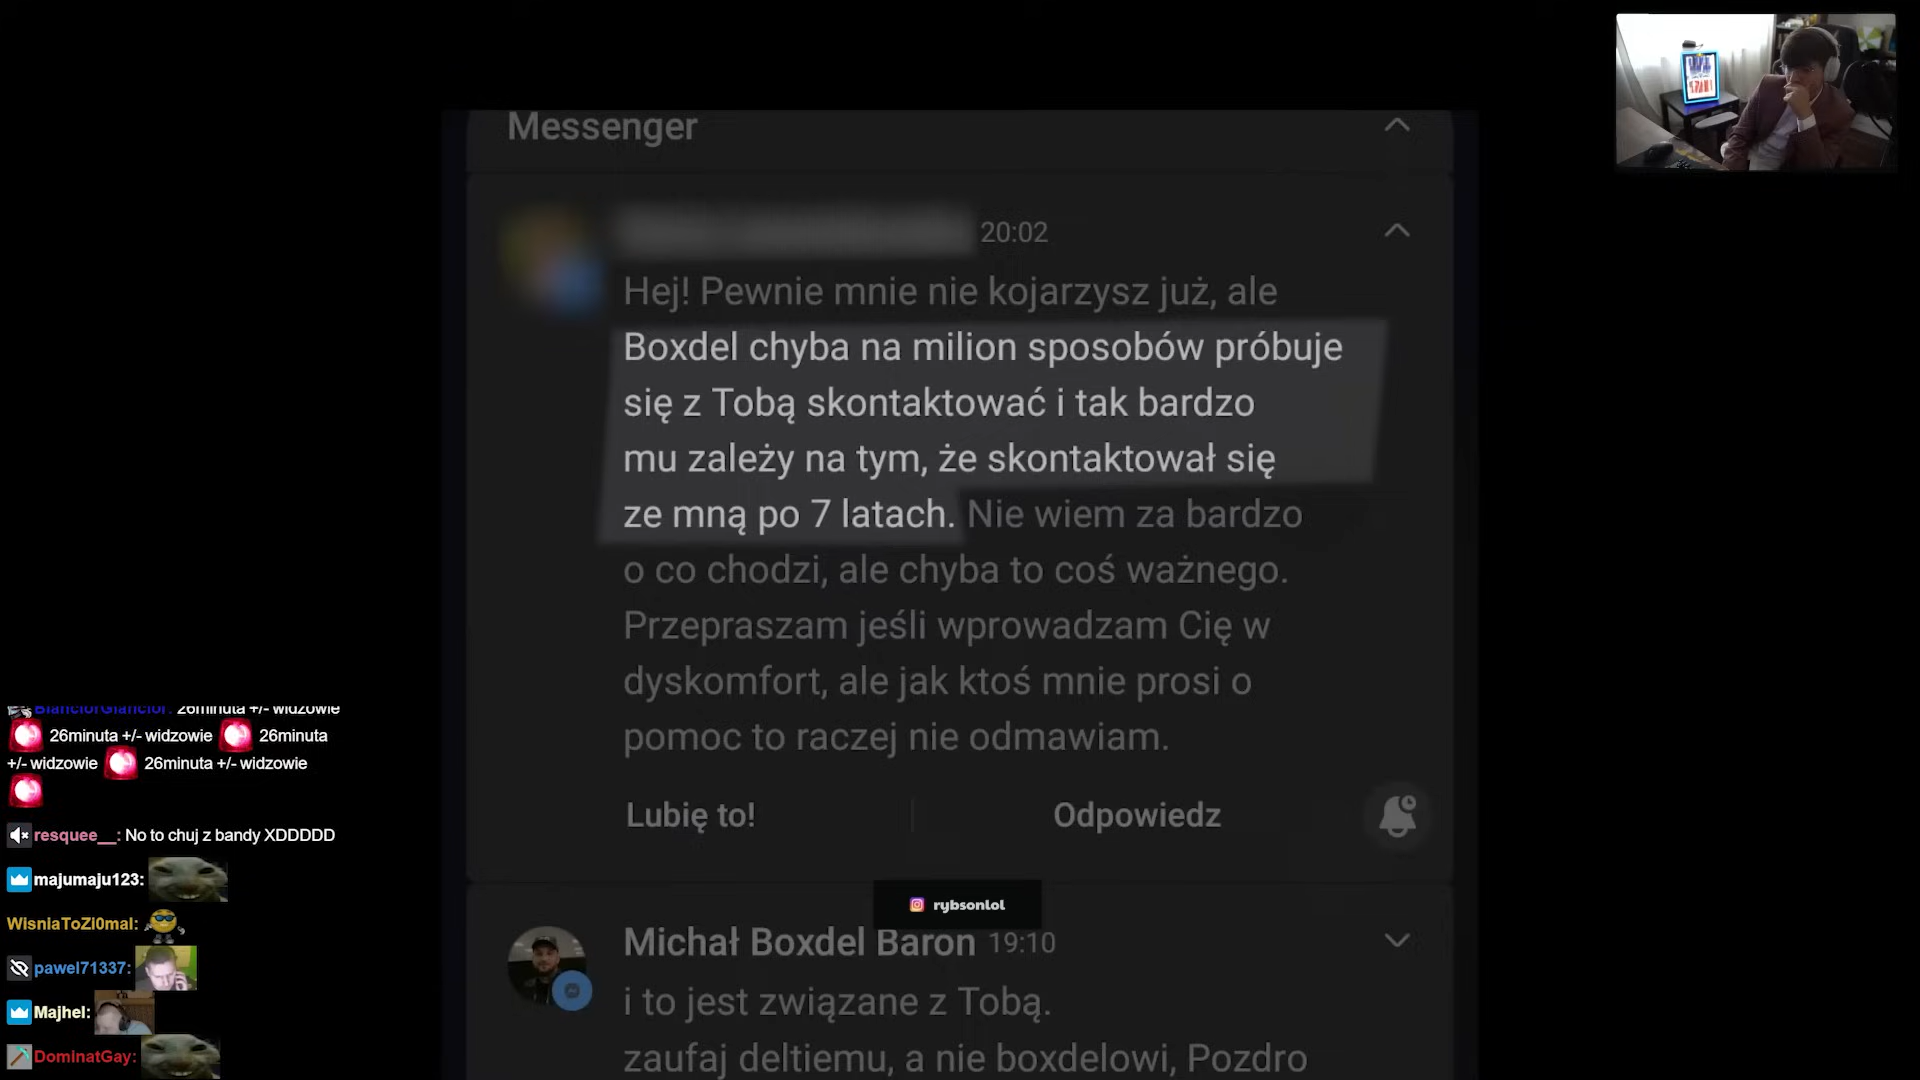 Messenger
20:02
Hej! Pewnie mnie nie kojarzysz już, ale
Boxdel chyba na milion sposobów próbuje
się z Tobą skontaktować i tak bardzo
mu zależy na tym, że skontaktował się
ze mną po 7 latach. Nie wiem za bardzo
o co chodzi, ale chyba to coś ważnego.
Przepraszam jeśli wprowadzam Cię w
dyskomfort, ale jak ktoś mnie prosi o
pomoc to raczej nie odmawiam.
Lubię to!
Odpowiedz
rybsonlol
Michał Boxdel Baron 19:10
i to jest związane z Tobą.
zaufaj deltiemu, a nie boxdelowi, Pozdro
26minuta +/- widzowie
26minuta +/- widzowie 26minuta
+/- widzowie 26minuta +/- widzowie
resquee__: No to chuj z bandy XDDDDD
majumaju123:
WisniaToZi0mal:
pawel71337:
Majhel:
DominatGay: